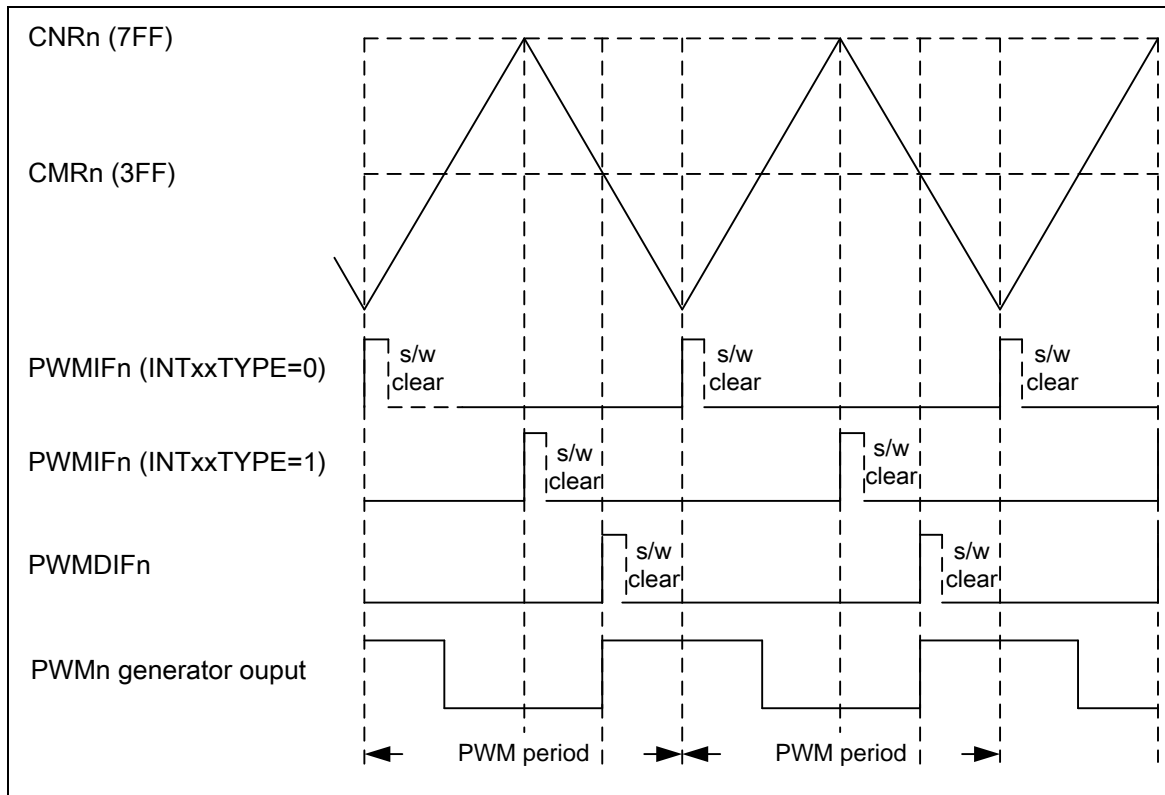 CNRn (7FF)
CMRn (3FF)
PWMIFn (INTxxTYPE=0)
s/w
clear
s/w
clear
s/w
clear
PWMIFn (INTxxTYPE=1)
s/w
clear
s/w
clear
PWMDIFn
s/w
clear
s/w
clear
PWMn generator ouput
PWM period
PWM period